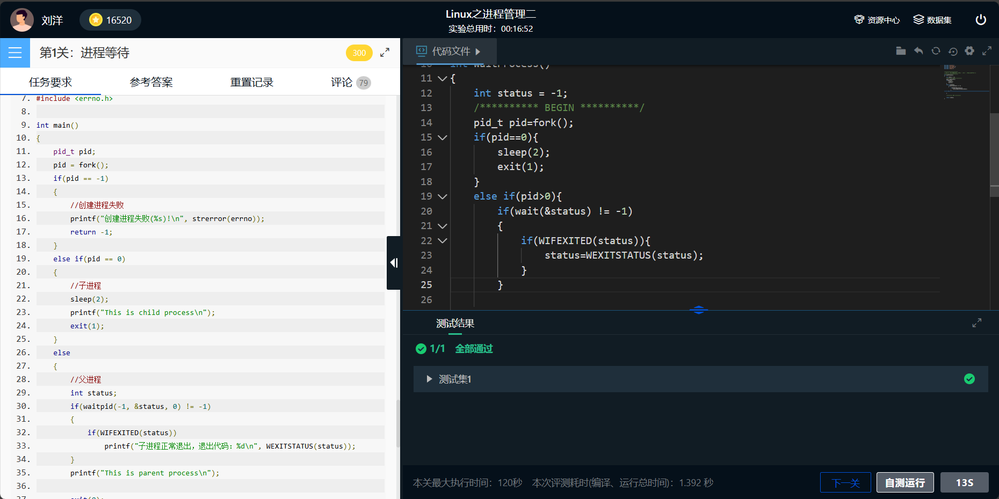 刘洋
16520
Linux之进程管理二
实验总用时：00:16:52
资源中心
数据集
第1关：进程等待
300
任务要求
参考答案
重置记录
评论 79
7. #include <errno.h>
8.
9. int main()
10. {
11. pid_t pid;
12. pid = fork();
13. if(pid == -1)
14. {
15. //创建进程失败
16. printf("创建进程失败(%s)!\n", strerror(errno));
17. return -1;
18. }
19. else if(pid == 0)
20. {
21. //子进程
22. sleep(2);
23. printf("This is child process\n");
24. exit(1);
25. }
26. else
27. {
28. //父进程
29. int status;
30. if(waitpid(-1, &status, 0) != -1)
31. {
32. if(WIFEXITED(status))
33. printf("子进程正常退出，退出代码：%d\n", WEXITSTATUS(status));
34. }
35. printf("This is parent process\n");
36.
37. exit(0);
代码文件
10 int waitProcess()
11 {
12 int status = -1;
13 /********** BEGIN **********/
14 pid_t pid=fork();
15 if(pid==0){
16 sleep(2);
17 exit(1);
18 }
19 else if(pid>0){
20 if(wait(&status) != -1)
21 {
22 if(WIFEXITED(status)){
23 status=WEXITSTATUS(status);
24 }
25 }
26
测试结果
1/1 全部通过
测试集1
本关最大执行时间：120秒 本次评测耗时(编译、运行总时间)：1.392 秒
下一关
自测运行
13S